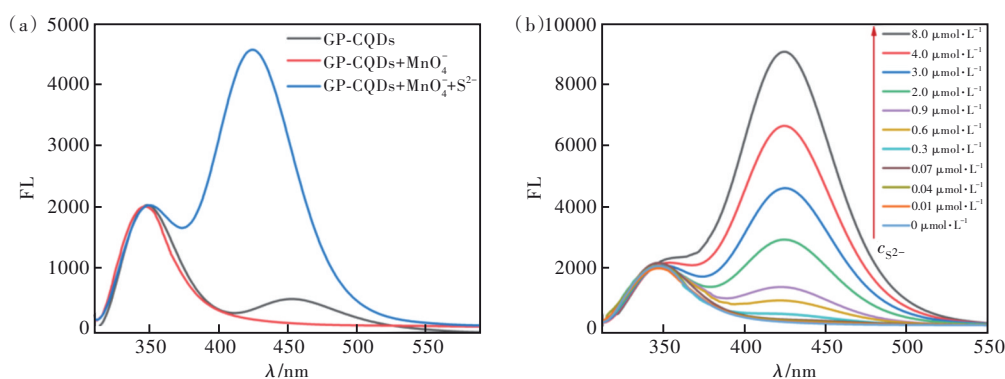 (a)
5000
4000
3000
2000
1000
0
FL
GP-CQDs
GP-CQDs+MnO₄⁻
GP-CQDs+MnO₄⁻+S²⁻
350
400
450
500
550
λ/nm
(b)
10000
8000
6000
4000
2000
0
FL
8.0 μmol·L⁻¹
4.0 μmol·L⁻¹
3.0 μmol·L⁻¹
2.0 μmol·L⁻¹
0.9 μmol·L⁻¹
0.6 μmol·L⁻¹
0.3 μmol·L⁻¹
0.07 μmol·L⁻¹
0.04 μmol·L⁻¹
0.01 μmol·L⁻¹
0 μmol·L⁻¹
c_S²⁻
350
400
450
500
550
λ/nm